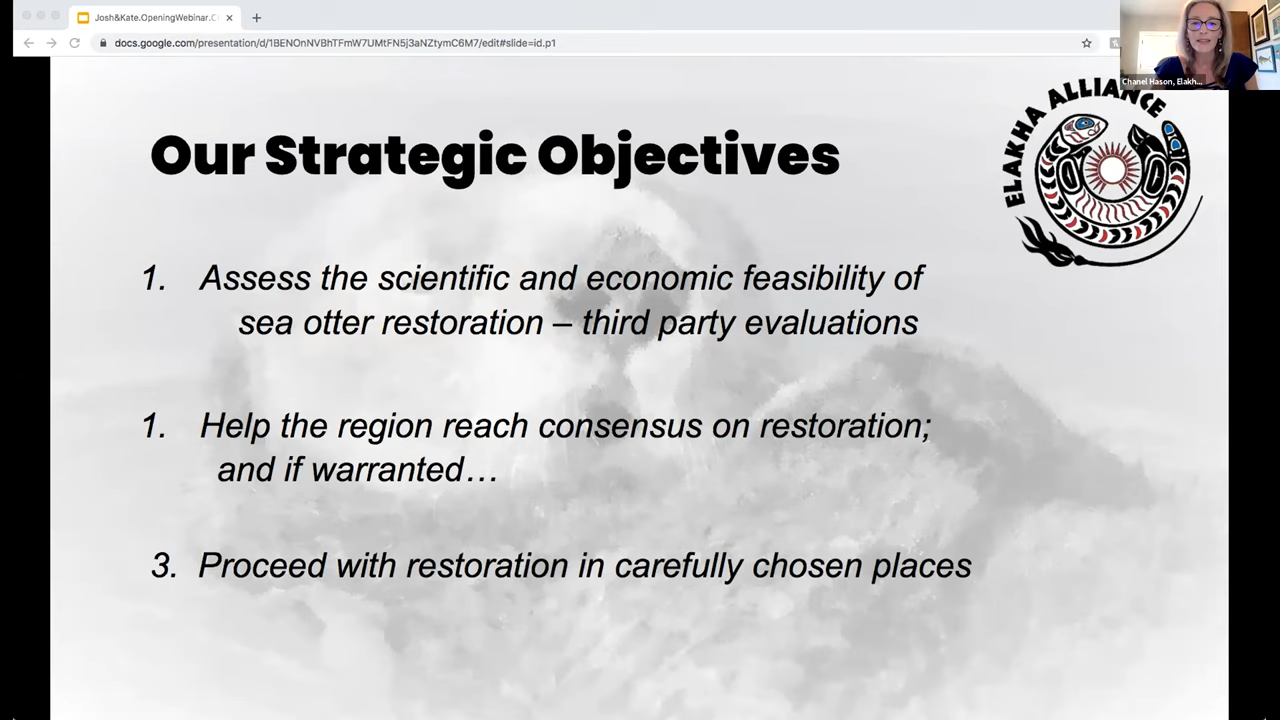 Josh&Kate.OpeningWebinar.C
docs.google.com/presentation/d/1BENOnNVBhTFmW7UMtFN5j3aNZtymC6M7/edit#slide=id.p1
Chanel Hason, Elakh...
ELAKHA ALLIANCE
Our Strategic Objectives
1. Assess the scientific and economic feasibility of
sea otter restoration – third party evaluations
1. Help the region reach consensus on restoration;
and if warranted…
3. Proceed with restoration in carefully chosen places